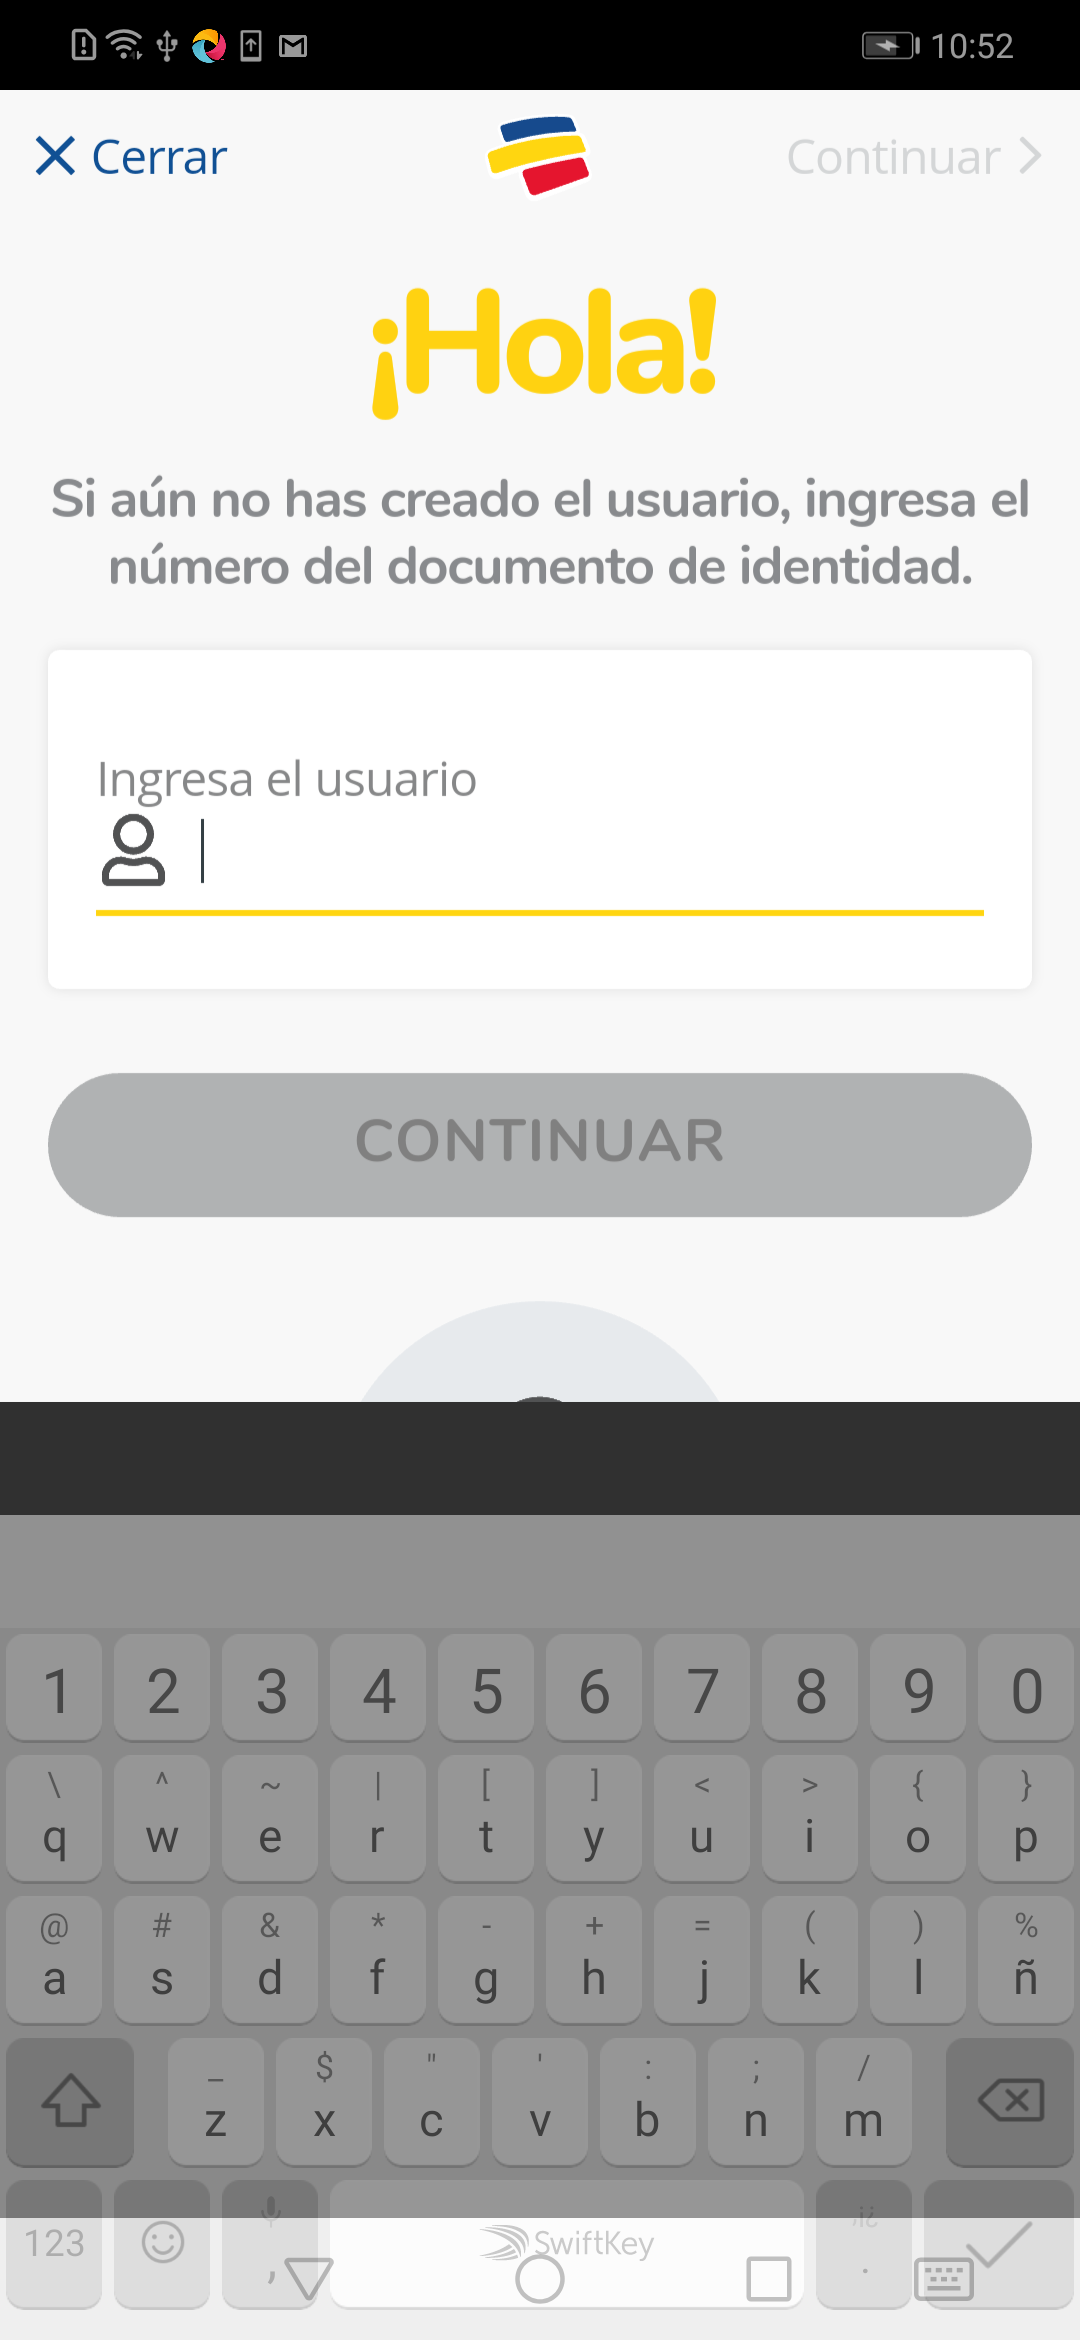 10:52
Cerrar
Continuar
¡Hola!
Si aún no has creado el usuario, ingresa el
número del documento de identidad.
Ingresa el usuario
CONTINUAR
1 2 3 4 5 6 7 8 9 0
\ ^ ~ | [ ] < > { }
q w e r t y u i o p
@ # & * - + = ( ) %
a s d f g h j k l ñ
_ $ " ' : ; /
z x c v b n m
123 , SwiftKey .